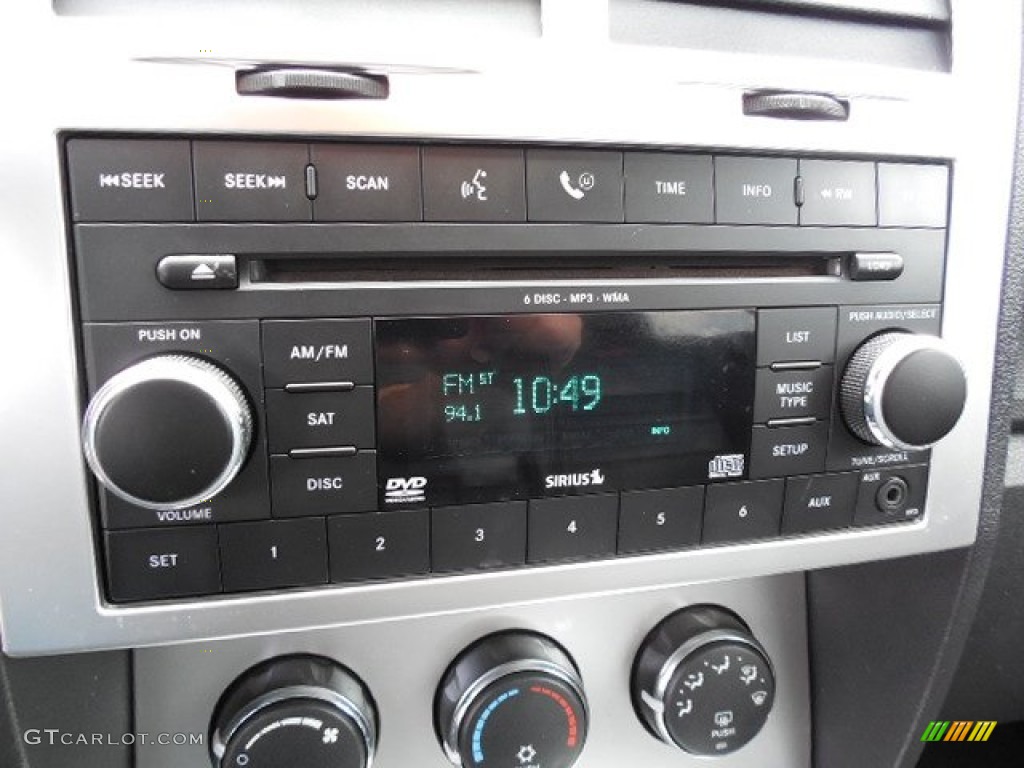 SEEK
SEEK
SCAN
TIME
INFO
RW
6 DISC - MP3 - WMA
PUSH ON
VOLUME
AM/FM
SAT
DISC
FM ST
94.1
10:49
INFO
DVD
SIRIUS
LIST
MUSIC
TYPE
SETUP
PUSH AUDIO/SELECT
TUNE/SCROLL
AUX
SET
1
2
3
4
5
6
AUX
PUSH
GTCARLOT.COM